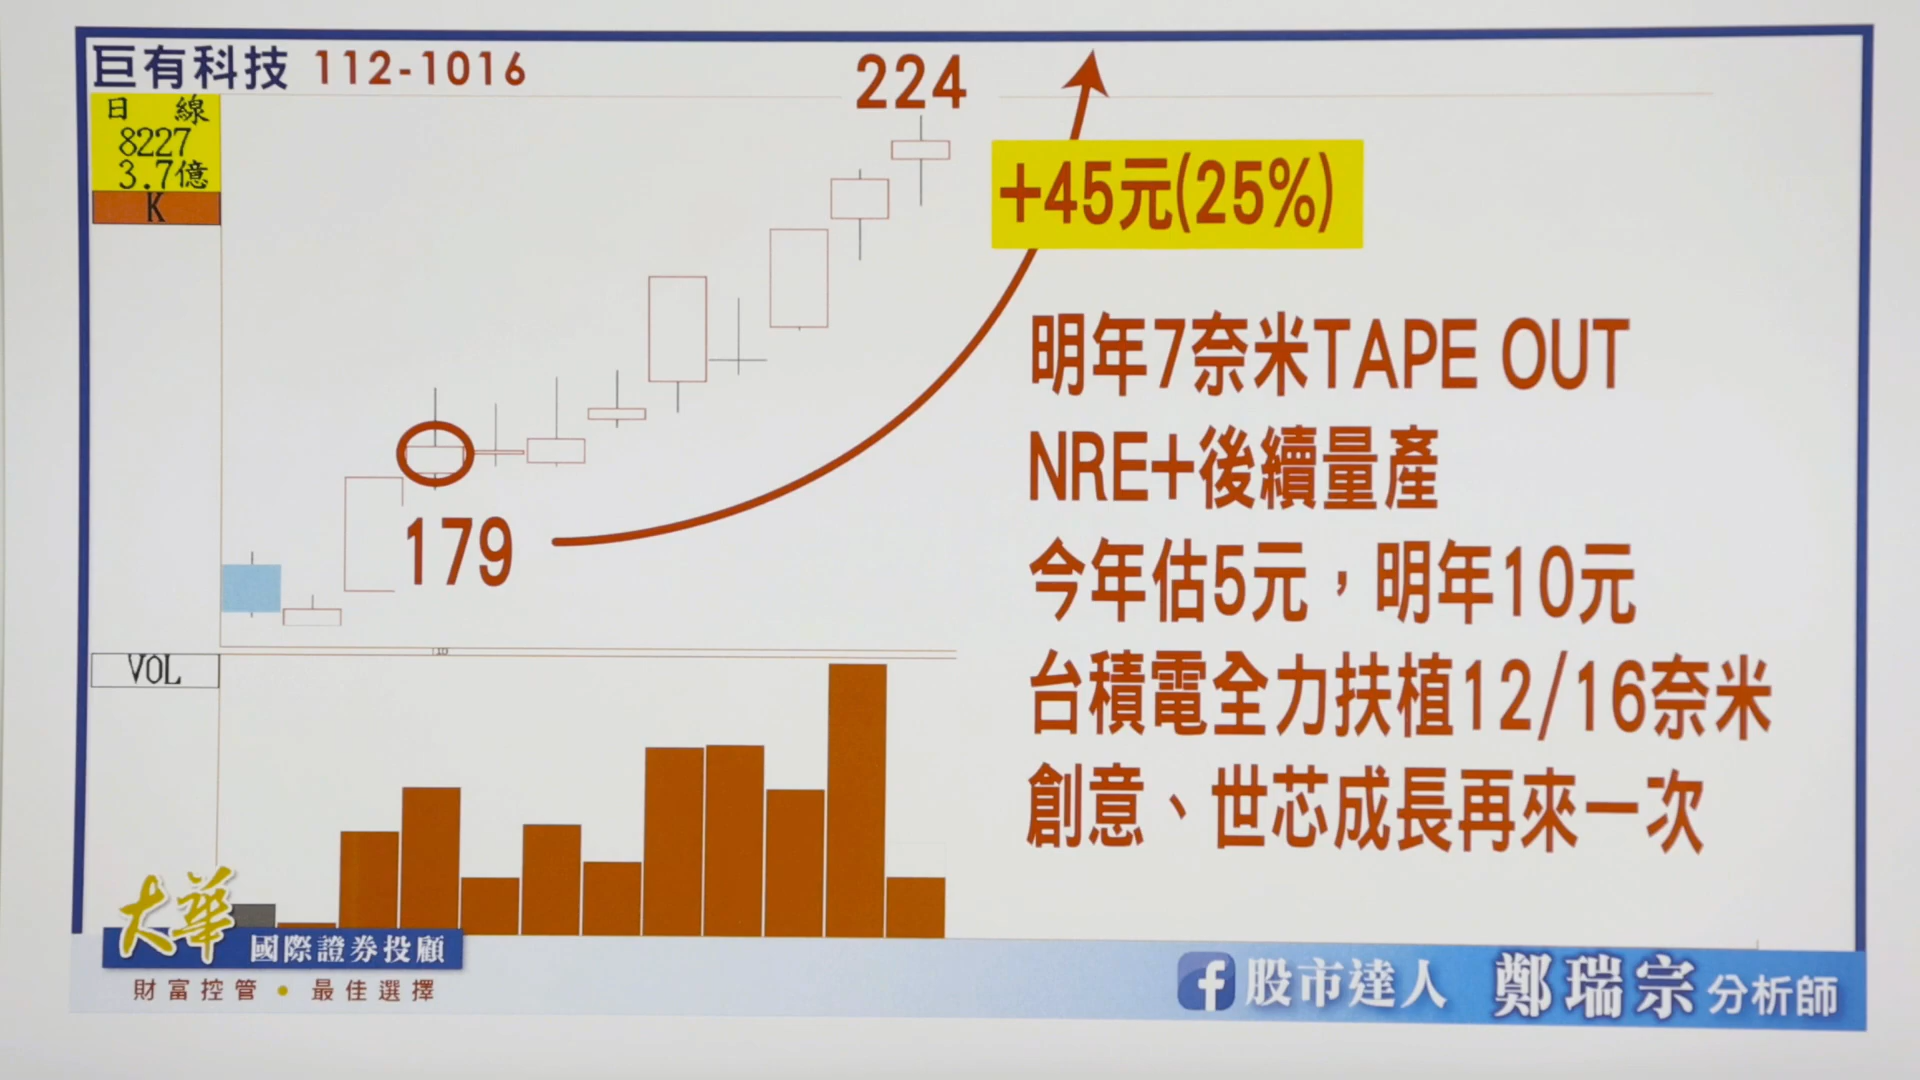 巨有科技 112-1016
日 線
8227
3.7億
K
224
+45元(25%)
179
明年7奈米TAPE OUT
NRE+後續量產
今年估5元，明年10元
台積電全力扶植12/16奈米
創意、世芯成長再來一次
10
VOL
大華
國際證券投顧
財富控管•最佳選擇
f 股市達人 鄭瑞宗 分析師